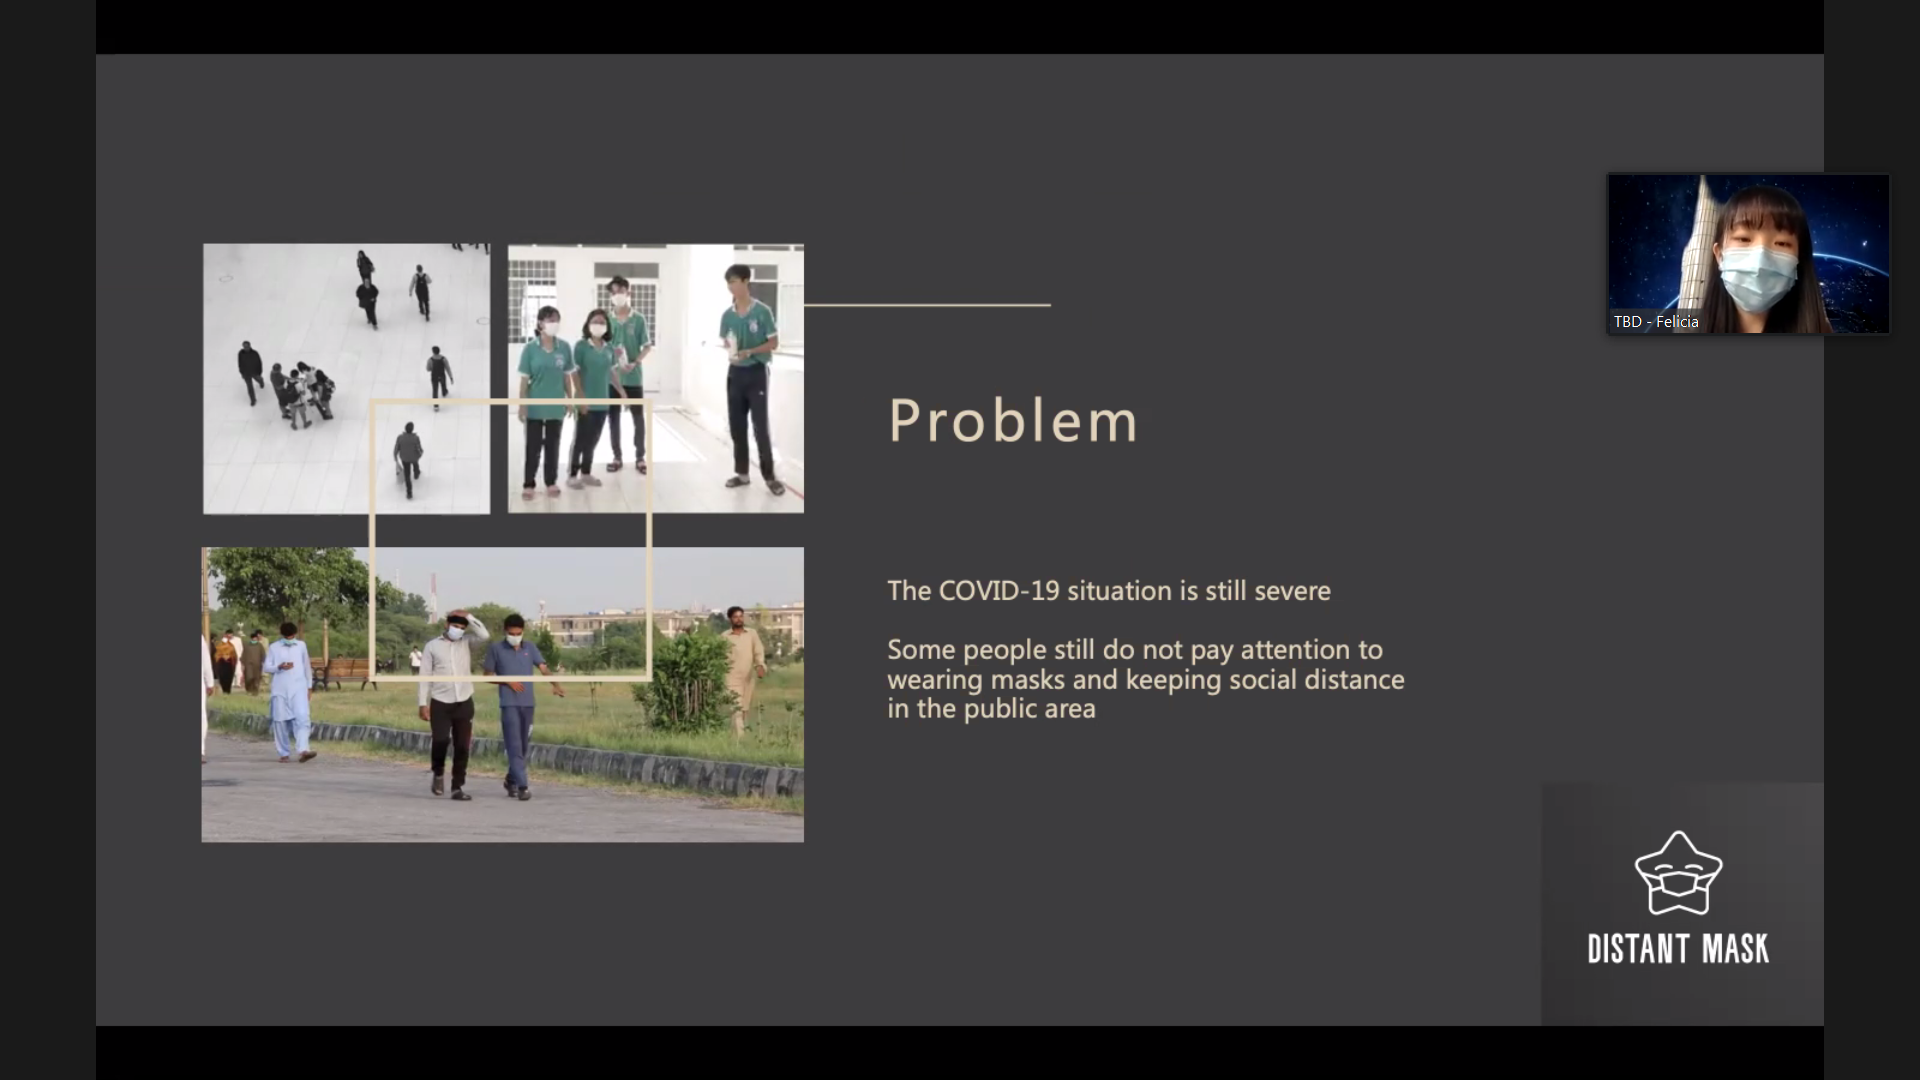 TBD - Felicia
Problem
The COVID-19 situation is still severe
Some people still do not pay attention to
wearing masks and keeping social distance
in the public area
DISTANT MASK